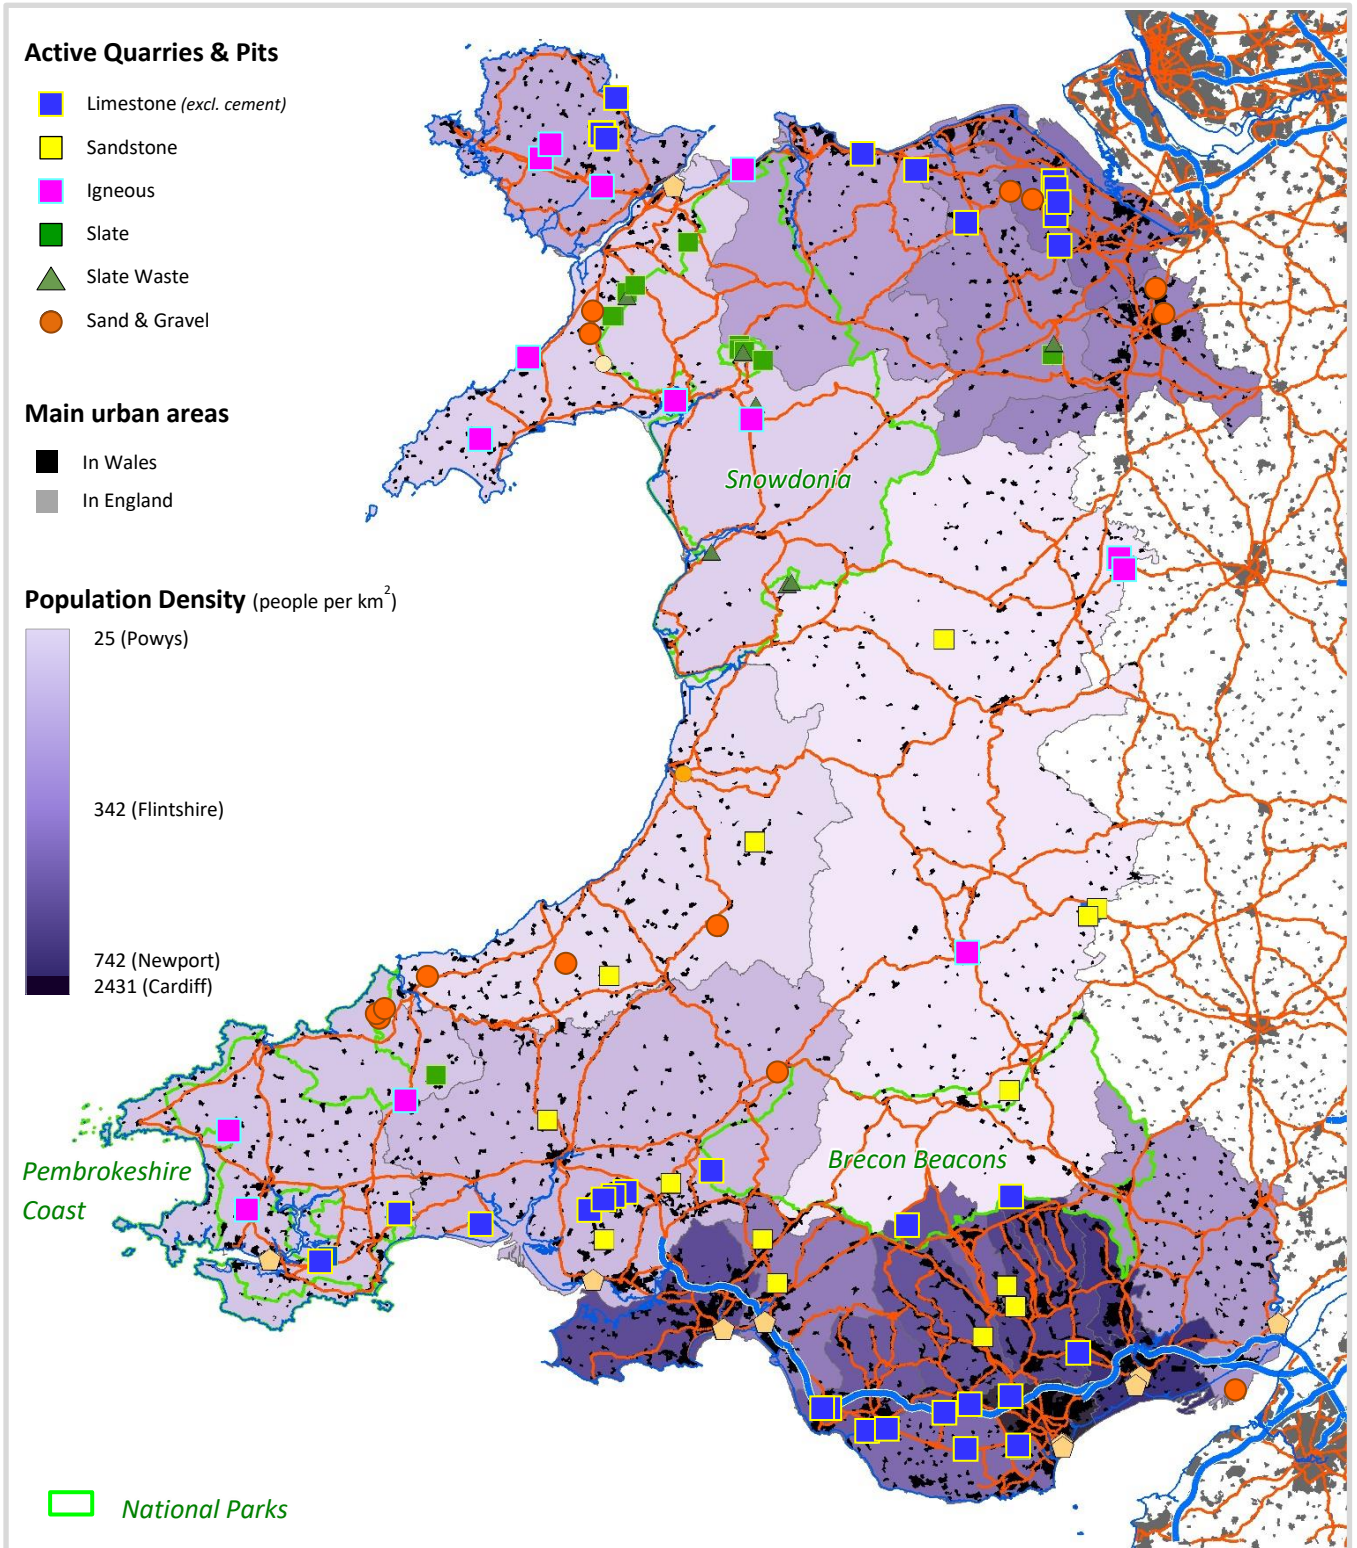 Active Quarries & Pits
Limestone (excl. cement)
Sandstone
Igneous
Slate
Slate Waste
Sand & Gravel
Main urban areas
In Wales
In England
Population Density (people per km2)
25 (Powys)
342 (Flintshire)
742 (Newport)
2431 (Cardiff)
Snowdonia
Pembrokeshire
Coast
Brecon Beacons
National Parks